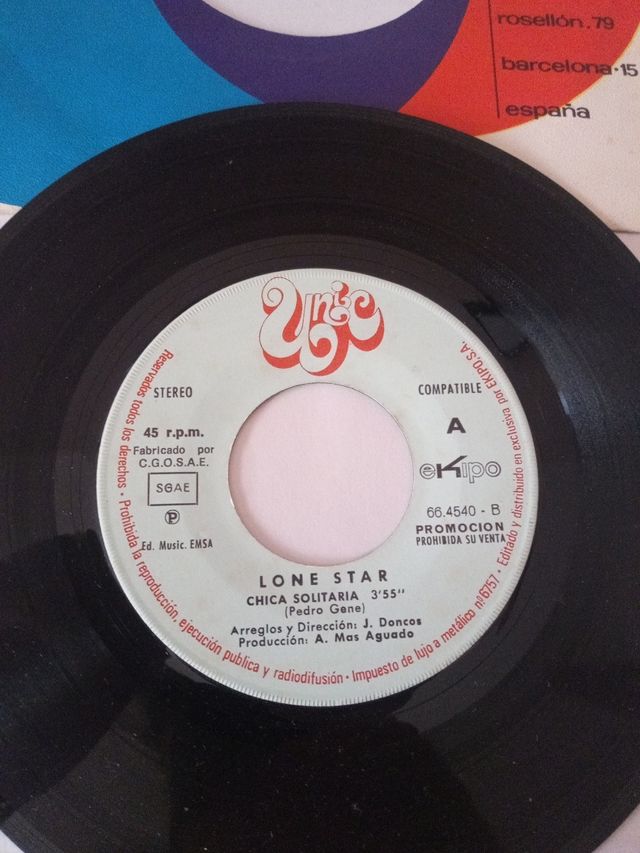 rosellón.79
barcelona-15
españa
Unic
STEREO
COMPATIBLE
45 r.p.m.
A
Fabricado por
C.G.O.S.A.E.
SGAE
ekipo
66.4540 - B
P
PROMOCION
PROHIBIDA SU VENTA
Ed. Music. EMSA
LONE STAR
CHICA SOLITARIA 3'55"
(Pedro Gene)
Arreglos y Dirección: J. Doncos
Producción: A. Mas Aguado
Reservados todos los derechos · Prohibida la reproducción, ejecución publica y radiodifusión · Impuesto de lujo a metálico nº 6757 · Editado y distribuido en exclusiva por EKIPO, S.A.